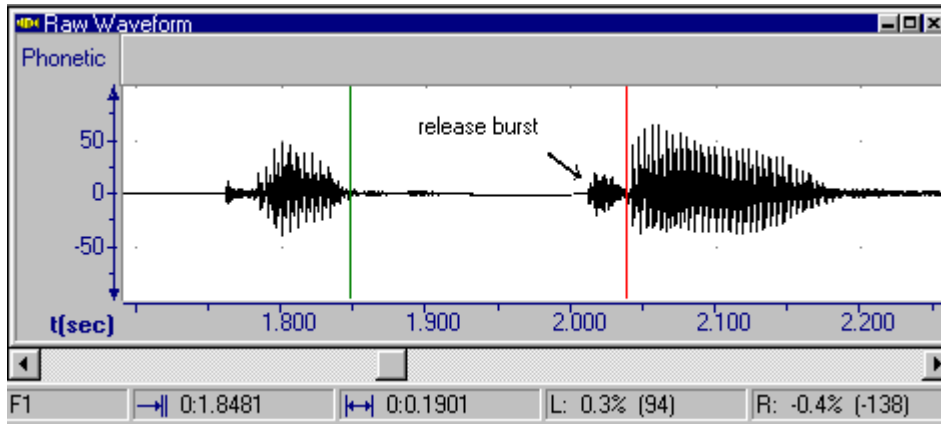 Raw Waveform
Phonetic
50
release burst
0
-50
t(sec) 1.800 1.900 2.000 2.100 2.200
F1 0:1.8481 0:0.1901 L: 0.3% (94) R: -0.4% (-138)